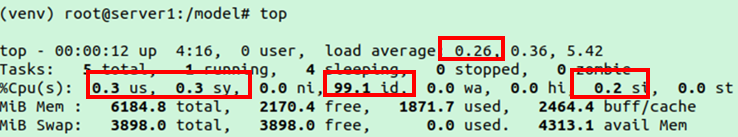 (venv) root@server1:/model# top
top - 00:00:12 up  4:16,  0 user,  load average: 0.26, 0.36, 5.42
Tasks:   5 total,   1 running,   4 sleeping,   0 stopped,   0 zombie
%Cpu(s):  0.3 us,  0.3 sy,  0.0 ni, 99.1 id,  0.0 wa,  0.0 hi,  0.2 si,  0.0 st
MiB Mem :   6184.8 total,   2170.4 free,   1871.7 used,   2464.4 buff/cache
MiB Swap:   3898.0 total,   3898.0 free,      0.0 used.   4313.1 avail Mem